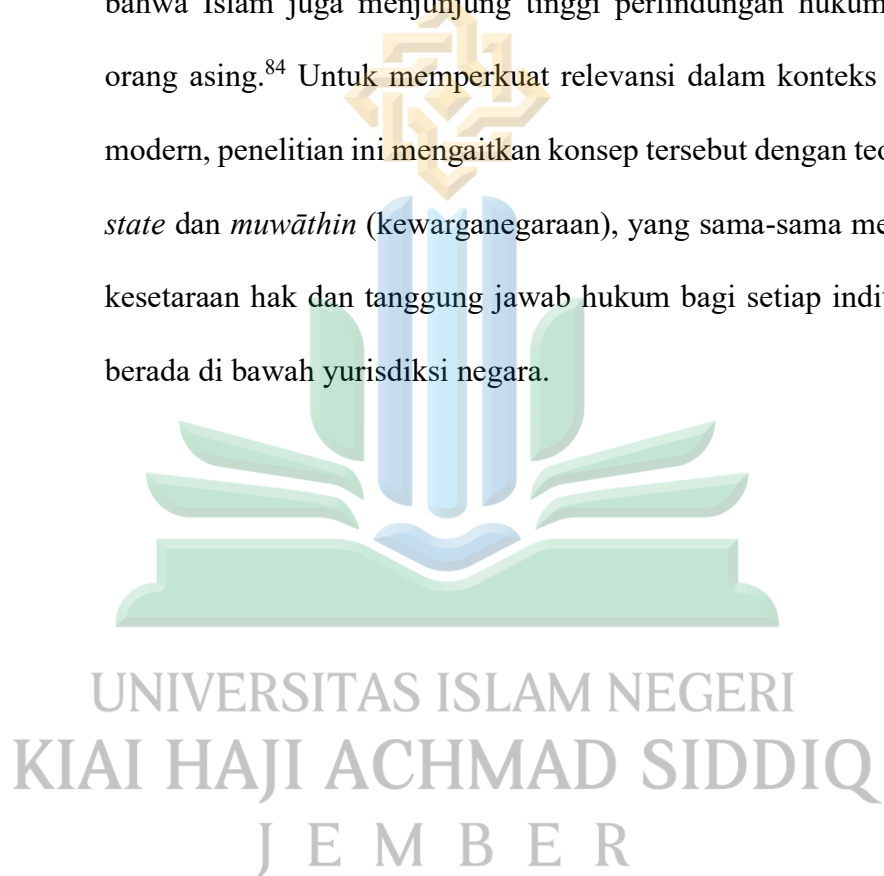 bahwa Islam juga menjunjung tinggi perlindungan hukum
orang asing.⁸⁴ Untuk memperkuat relevansi dalam konteks
modern, penelitian ini mengaitkan konsep tersebut dengan
state dan muwāthin (kewarganegaraan), yang sama-sama
kesetaraan hak dan tanggung jawab hukum bagi setiap
berada di bawah yurisdiksi negara.
UNIVERSITAS ISLAM NEGERI
KIAI HAJI ACHMAD SIDDIQ
JEMBER